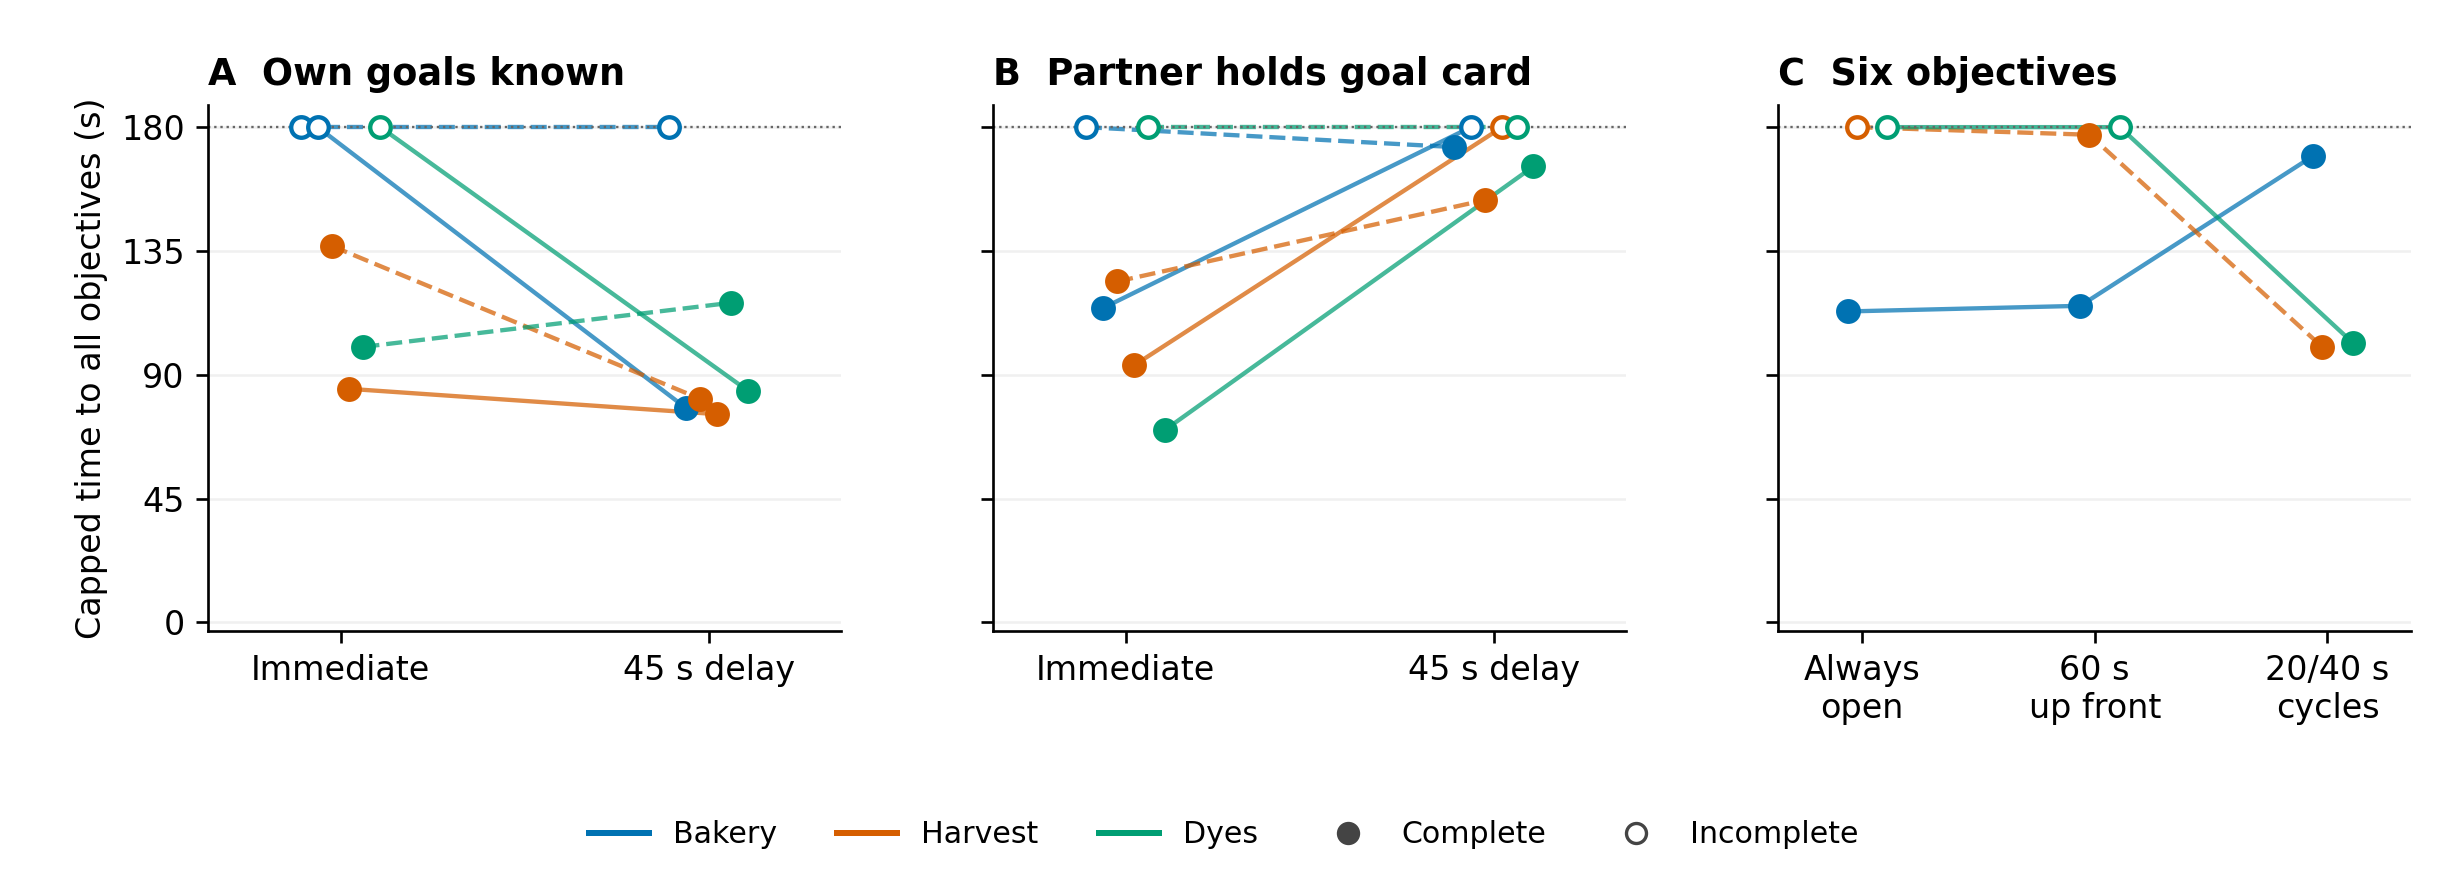 A Own goals known
B Partner holds goal card
C Six objectives
Capped time to all objectives (s)
180
135
90
45
0
Immediate
45 s delay
Immediate
45 s delay
Always
open
60 s
up front
20/40 s
cycles
Bakery
Harvest
Dyes
Complete
Incomplete